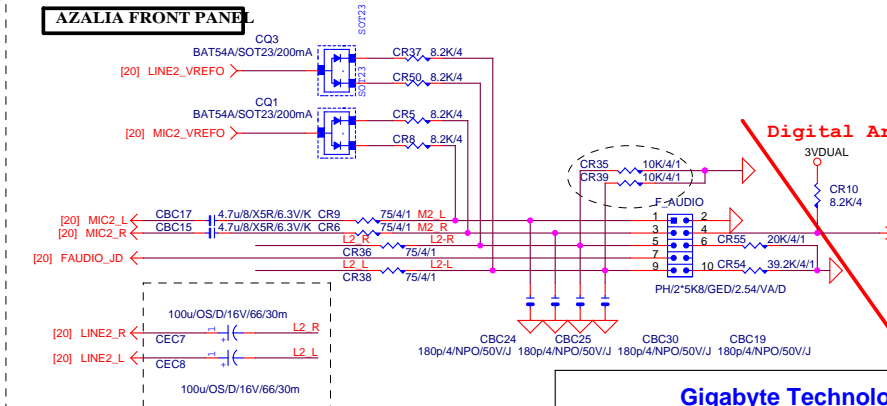 AZALIA FRONT PANEL
SOT23
CQ3
BAT54A/SOT23/200mA
CR37 8.2K/4
[20] LINE2_VREFO
CR50 8.2K/4
SOT23
CQ1
BAT54A/SOT23/200mA
CR5 8.2K/4
[20] MIC2_VREFO
CR8 8.2K/4
Digital Ar
3VDUAL
CR35 10K/4/1
CR39 10K/4/1
CR10
8.2K/4
F_AUDIO
[20] MIC2_L CBC17 4.7u/8/X5R/6.3V/K CR9 75/4/1 M2_L 1 2
[20] MIC2_R CBC15 4.7u/8/X5R/6.3V/K CR6 75/4/1 M2_R 3 4
L2_R L2-R 5 6 CR55 20K/4/1
CR36 75/4/1
[20] FAUDIO_JD 7
L2_L L2-L 9 10 CR54 39.2K/4/1
CR38 75/4/1
PH/2*5K8/GED/2.54/VA/D
100u/OS/D/16V/66/30m
[20] LINE2_R 1 L2_R
CEC7 +
[20] LINE2_L 1 L2_L
CEC8 +
100u/OS/D/16V/66/30m
CBC24 CBC25 CBC30 CBC19
180p/4/NPO/50V/J 180p/4/NPO/50V/J 180p/4/NPO/50V/J 180p/4/NPO/50V/J
Gigabyte Technolo